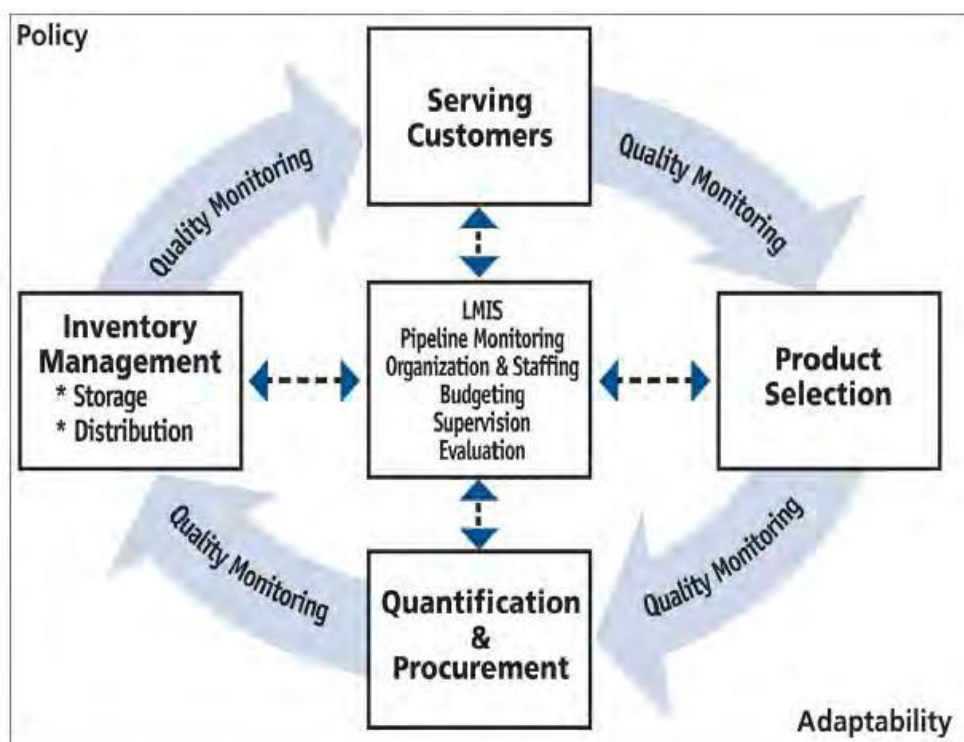 Policy
Serving
Customers
Quality Monitoring
Quality Monitoring
Inventory
Management
* Storage
* Distribution
LMIS
Pipeline Monitoring
Organization & Staffing
Budgeting
Supervision
Evaluation
Product
Selection
Quality Monitoring
Quality Monitoring
Quantification
&
Procurement
Adaptability